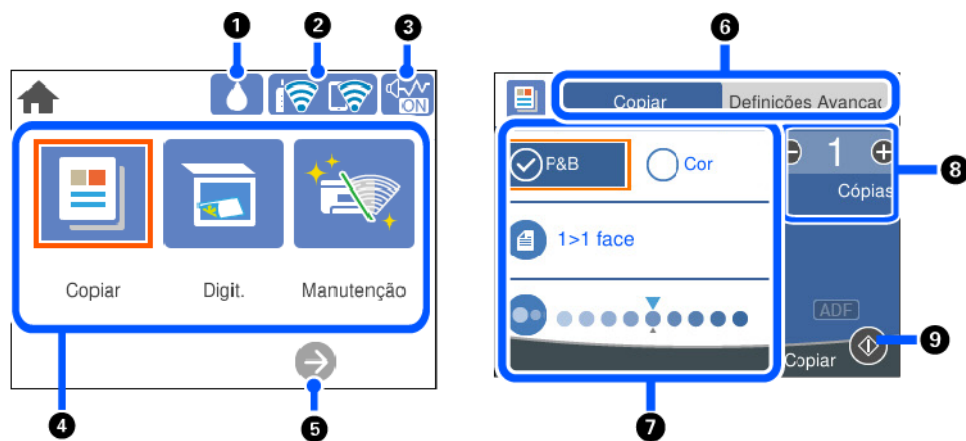 1 2 3
ON
Copiar Digit. Manutenção
4 5
6
Copiar Definições Avançad
P&B Cor
1 Cópias
8
1>1 face
ADF
Copiar
9
7